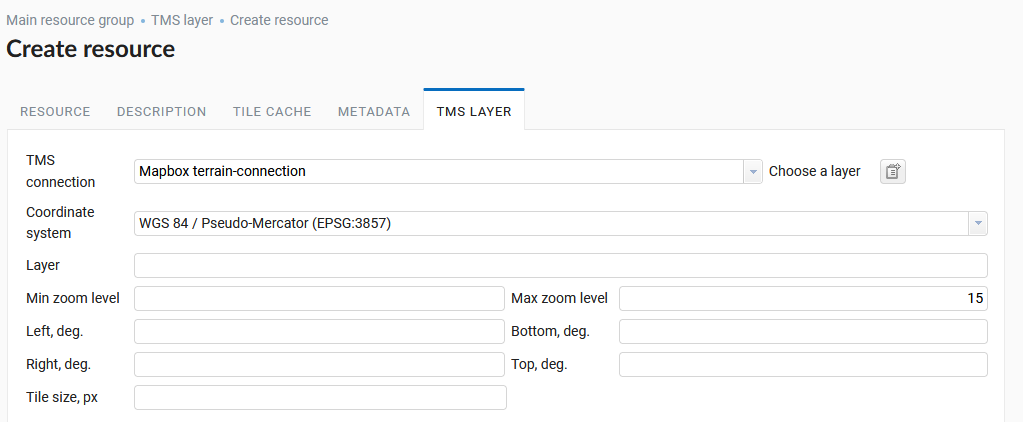 Main resource group • TMS layer • Create resource
Create resource
RESOURCE DESCRIPTION TILE CACHE METADATA TMS LAYER
TMS connection Mapbox terrain-connection Choose a layer
Coordinate system WGS 84 / Pseudo-Mercator (EPSG:3857)
Layer
Min zoom level Max zoom level 15
Left, deg. Bottom, deg.
Right, deg. Top, deg.
Tile size, px